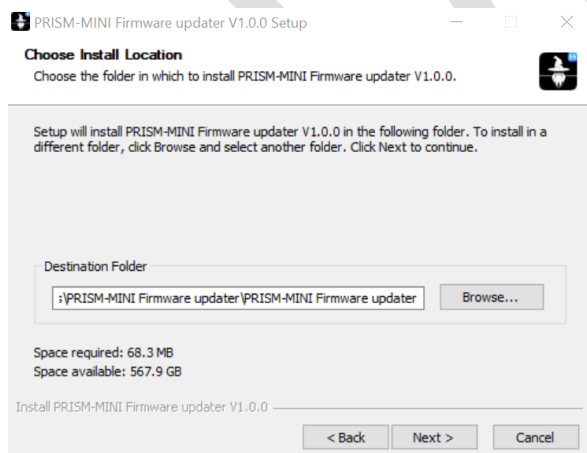 PRISM-MINI Firmware updater V1.0.0 Setup
Choose Install Location
Choose the folder in which to install PRISM-MINI Firmware updater V1.0.0.
Setup will install PRISM-MINI Firmware updater V1.0.0 in the following folder. To install in a
different folder, click Browse and select another folder. Click Next to continue.
Destination Folder
;\PRISM-MINI Firmware updater\PRISM-MINI Firmware updater
Browse...
Space required: 68.3 MB
Space available: 567.9 GB
Install PRISM-MINI Firmware updater V1.0.0
< Back
Next >
Cancel